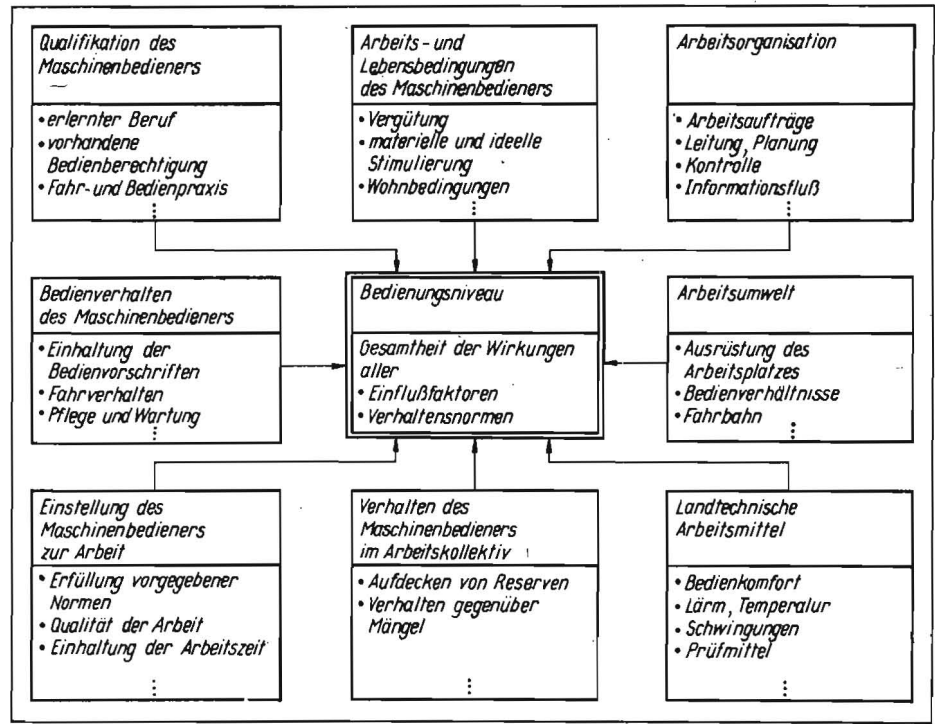 Qualifikation des
Maschinenbedieners
• erlernter Beruf
• vorhandene
Bedienberechtigung
• Fahr- und Bedienpraxis
⋮
Arbeits- und
Lebensbedingungen
des Maschinenbedieners
• Vergütung
• materielle und ideelle
Stimulierung
• Wohnbedingungen
⋮
Arbeitsorganisation
• Arbeitsaufträge
• Leitung, Planung
• Kontrolle
• Informationsfluß
⋮
Bedienverhalten
des Maschinenbedieners
• Einhaltung der
Bedienvorschriften
• Fahrverhalten
• Pflege und Wartung
⋮
Bedienungsniveau
Gesamtheit der Wirkungen
aller
• Einflußfaktoren
• Verhaltensnormen
Arbeitsumwelt
• Ausrüstung des
Arbeitsplatzes
• Bedienverhältnisse
• Fahrbahn
⋮
Einstellung des
Maschinenbedieners
zur Arbeit
• Erfüllung vorgegebener
Normen
• Qualität der Arbeit
• Einhaltung der Arbeitszeit
⋮
Verhalten des
Maschinenbedieners
im Arbeitskollektiv
• Aufdecken von Reserven
• Verhalten gegenüber
Mängel
⋮
Landtechnische
Arbeitsmittel
• Bedienkomfort
• Lärm, Temperatur
• Schwingungen
• Prüfmittel
⋮